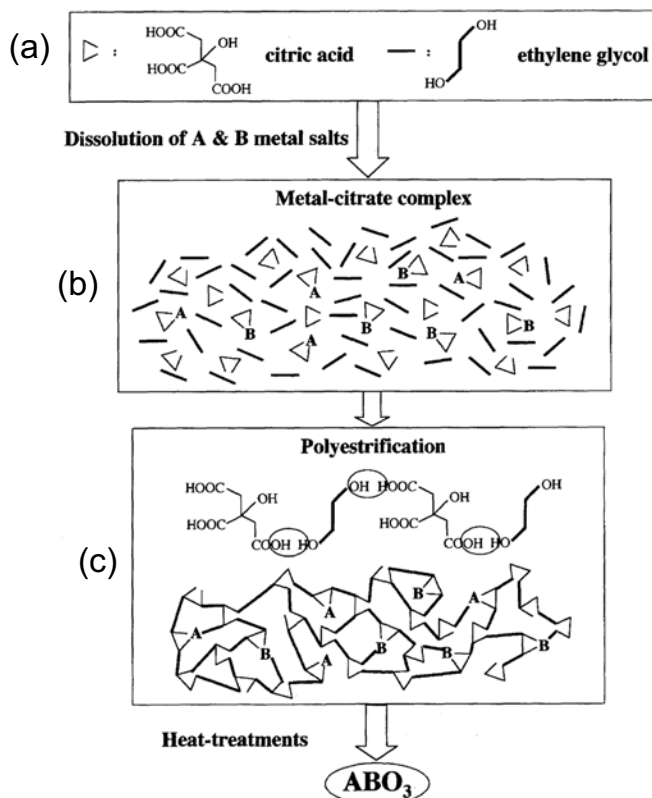 (a)
HOOC
OH
HOOC
COOH
: citric acid
: ethylene glycol
OH
HO
Dissolution of A & B metal salts
(b)
Metal-citrate complex
B
A
A
A
B
B
B
B
A
(c)
Polyestrification
HOOC
OH
HOOC
COOH HO
OH HOOC
OH
HOOC
COOH HO
OH
A
B
A
A
B
B
B
A
B
Heat-treatments
ABO₃